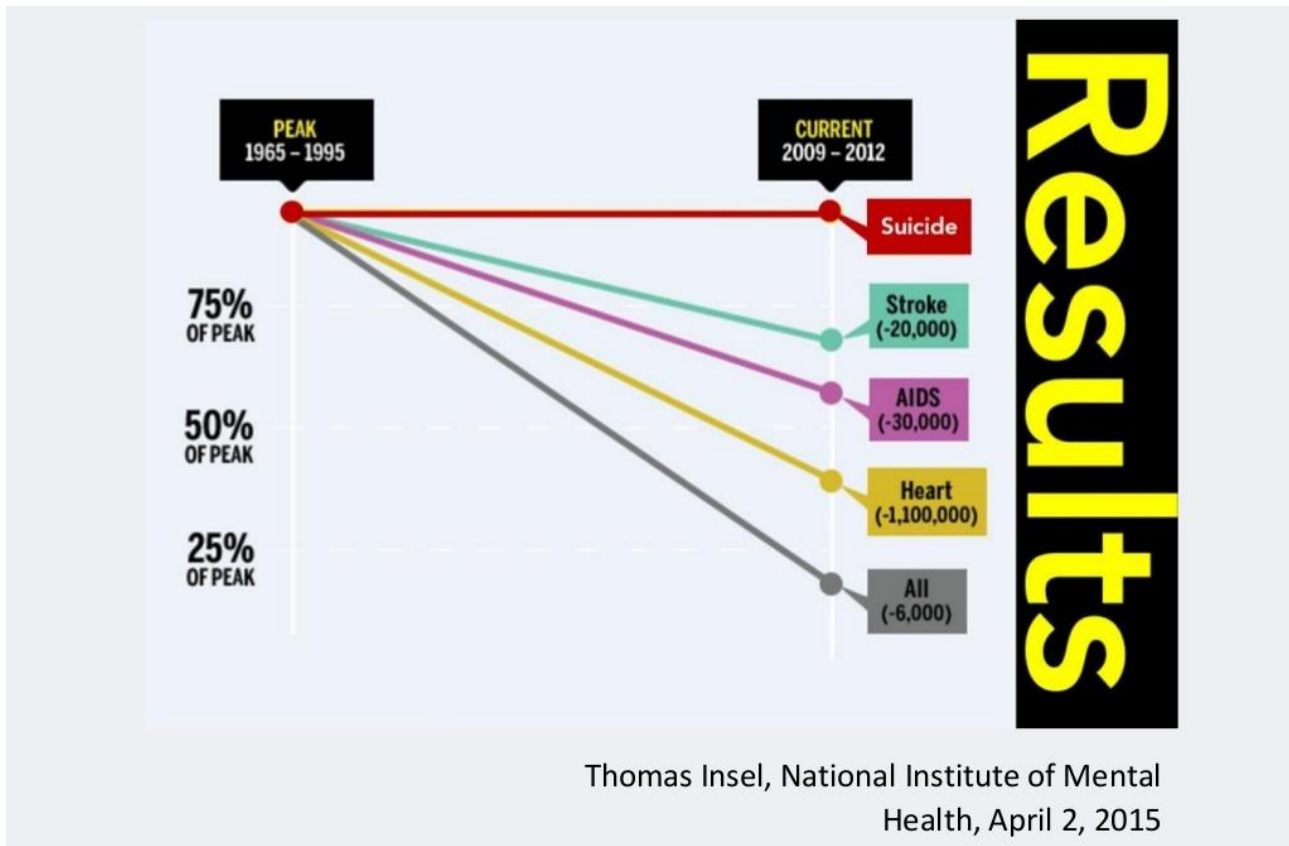 PEAK
1965 – 1995
CURRENT
2009 – 2012
Suicide
75%
OF PEAK
Stroke
(-20,000)
AIDS
(-30,000)
50%
OF PEAK
Heart
(-1,100,000)
25%
OF PEAK
All
(-6,000)
Results
Thomas Insel, National Institute of Mental
Health, April 2, 2015